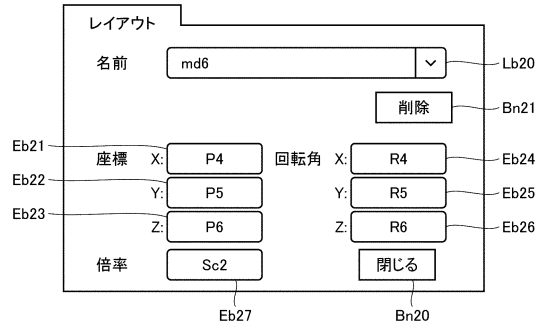 レイアウト
名前 md6 Lb20
削除 Bn21
Eb21 座標 X: P4 回転角 X: R4 Eb24
Eb22 Y: P5 Y: R5 Eb25
Eb23 Z: P6 Z: R6 Eb26
倍率 Sc2 閉じる
Eb27 Bn20